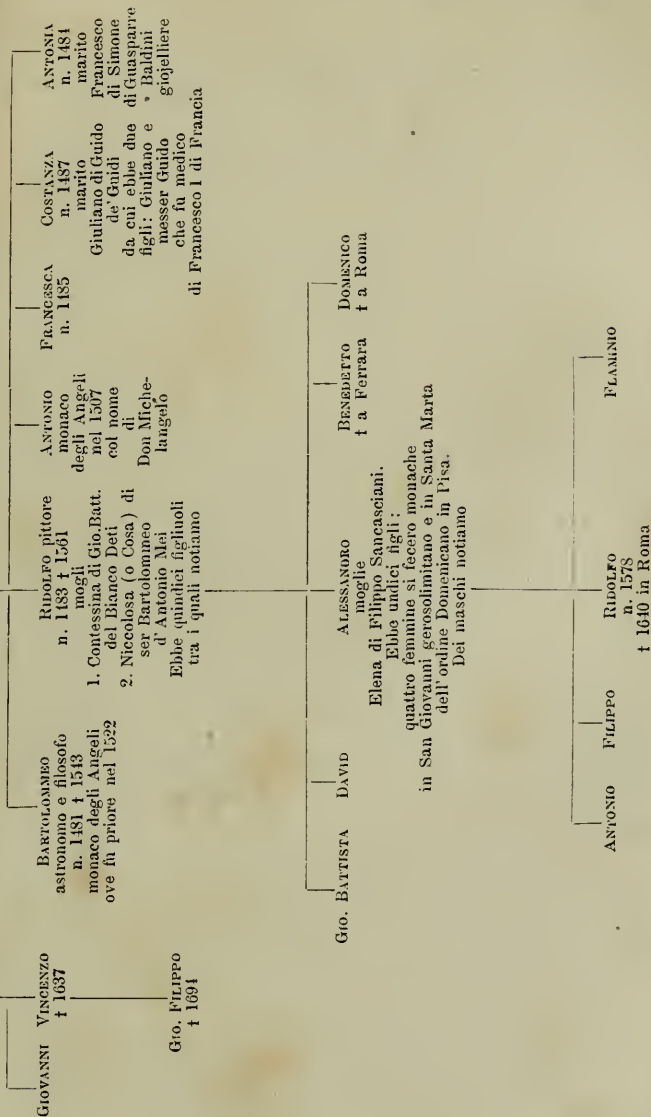 GIOVANNI
VINCENZO
† 1637
GIO. FILIPPO
† 1694
BARTOLOMMEO
astronomo e filosofo
n. 1481 † 1543
monaco degli Angeli
ove fu priore nel 1522
RIDOLFO pittore
n. 1483 † 1561
mogli
1. Contessina di Gio. Batt.
del Bianco Deti
2. Niccolosa (o Cosa) di
ser Bartolommeo
d'Antonio Mei
Ebbe quindici figliuoli
tra i quali notiamo
ANTONIO
monaco
degli Angeli
nel 1507
col nome
di
Don Miche-
langelo
FRANCESCA
n. 1485
COSTANZA
n. 1487
marito
Giuliano di Guido
de' Guidi
da cui ebbe due
figli: Giuliano e
messer Guido
che fu medico
di Francesco I di Francia
ANTONIA
n. 1484
marito
Francesco
di Simone
di Guasparre
Baldini
giojelliere
GIO. BATTISTA
DAVID
ALESSANDRO
moglie
Elena di Filippo Sancasciani.
Ebbe undici figli:
quattro femmine si fecero monache
in San Giovanni gerosolimitano e in Santa Marta
dell'ordine Domenicano in Pisa.
Dei maschi notiamo
BENEDETTO
† a Ferrara
DOMENICO
† a Roma
ANTONIO
FILIPPO
RIDOLFO
n. 1578
† 1640 in Roma
FLAMINIO